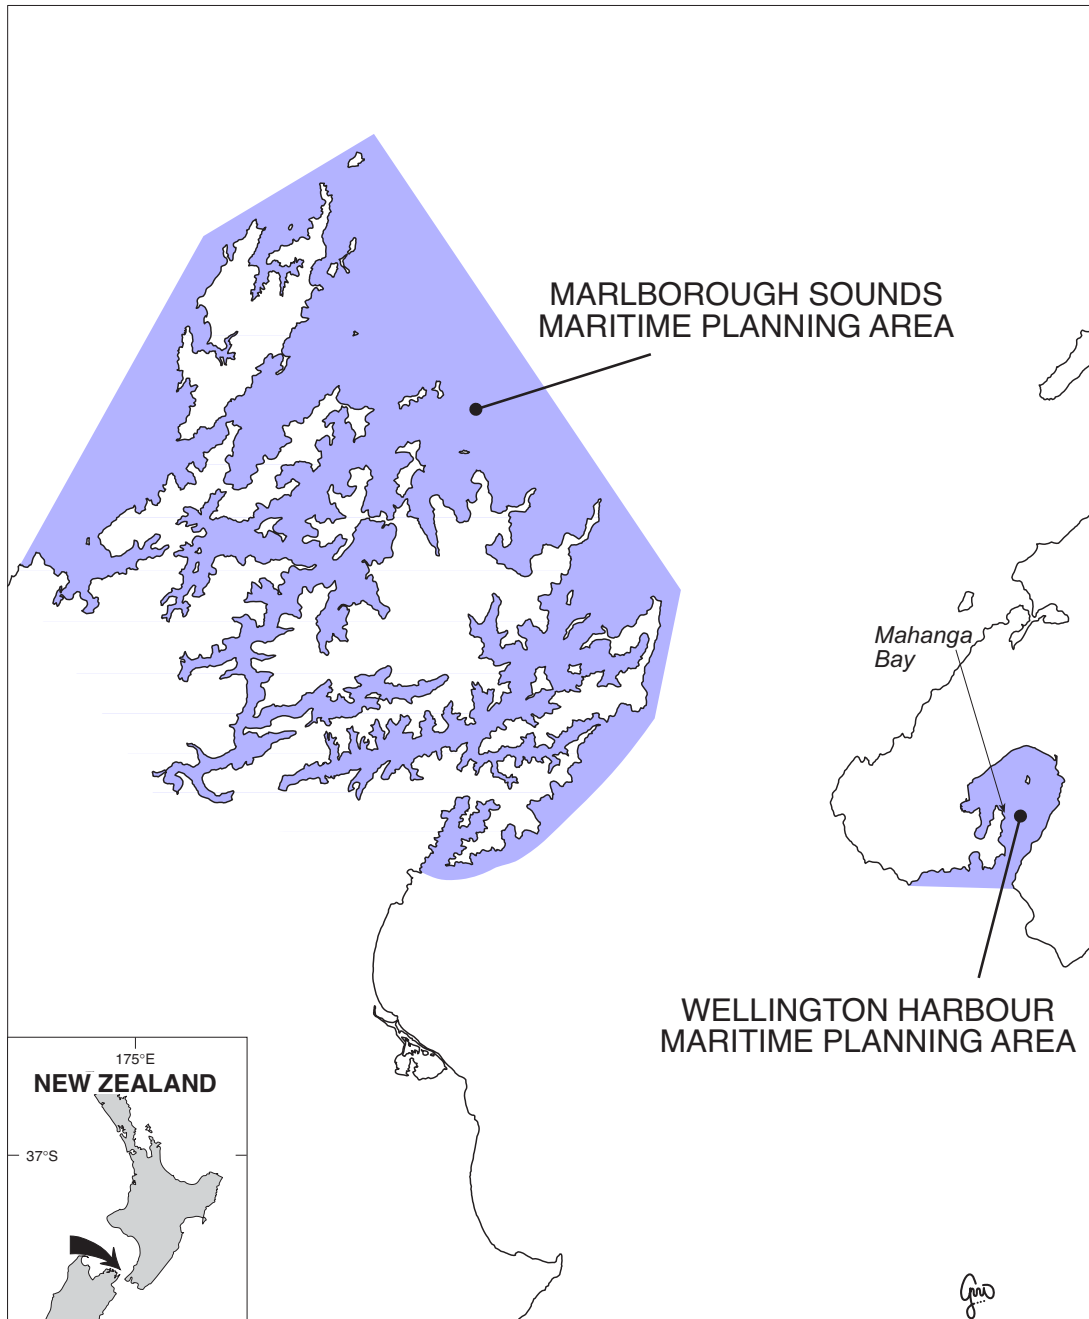 MARLBOROUGH SOUNDS
MARITIME PLANNING AREA
Mahanga
Bay
WELLINGTON HARBOUR
MARITIME PLANNING AREA
175°E
NEW ZEALAND
37°S